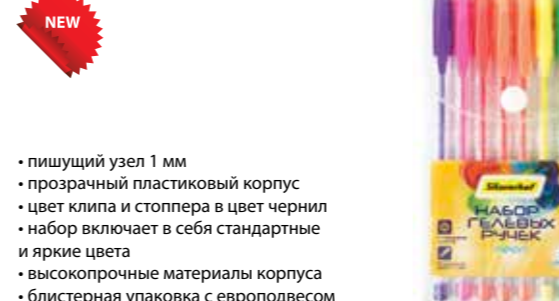 NEW
• пишущий узел 1 мм
• прозрачный пластиковый корпус
• цвет клипа и стоппера в цвет чернил
• набор включает в себя стандартные
и яркие цвета
• высокопрочные материалы корпуса
• блистерная упаковка с европодвесом
Silwerhof
НАБОР
ГЕЛЕВЫХ
РУЧЕК